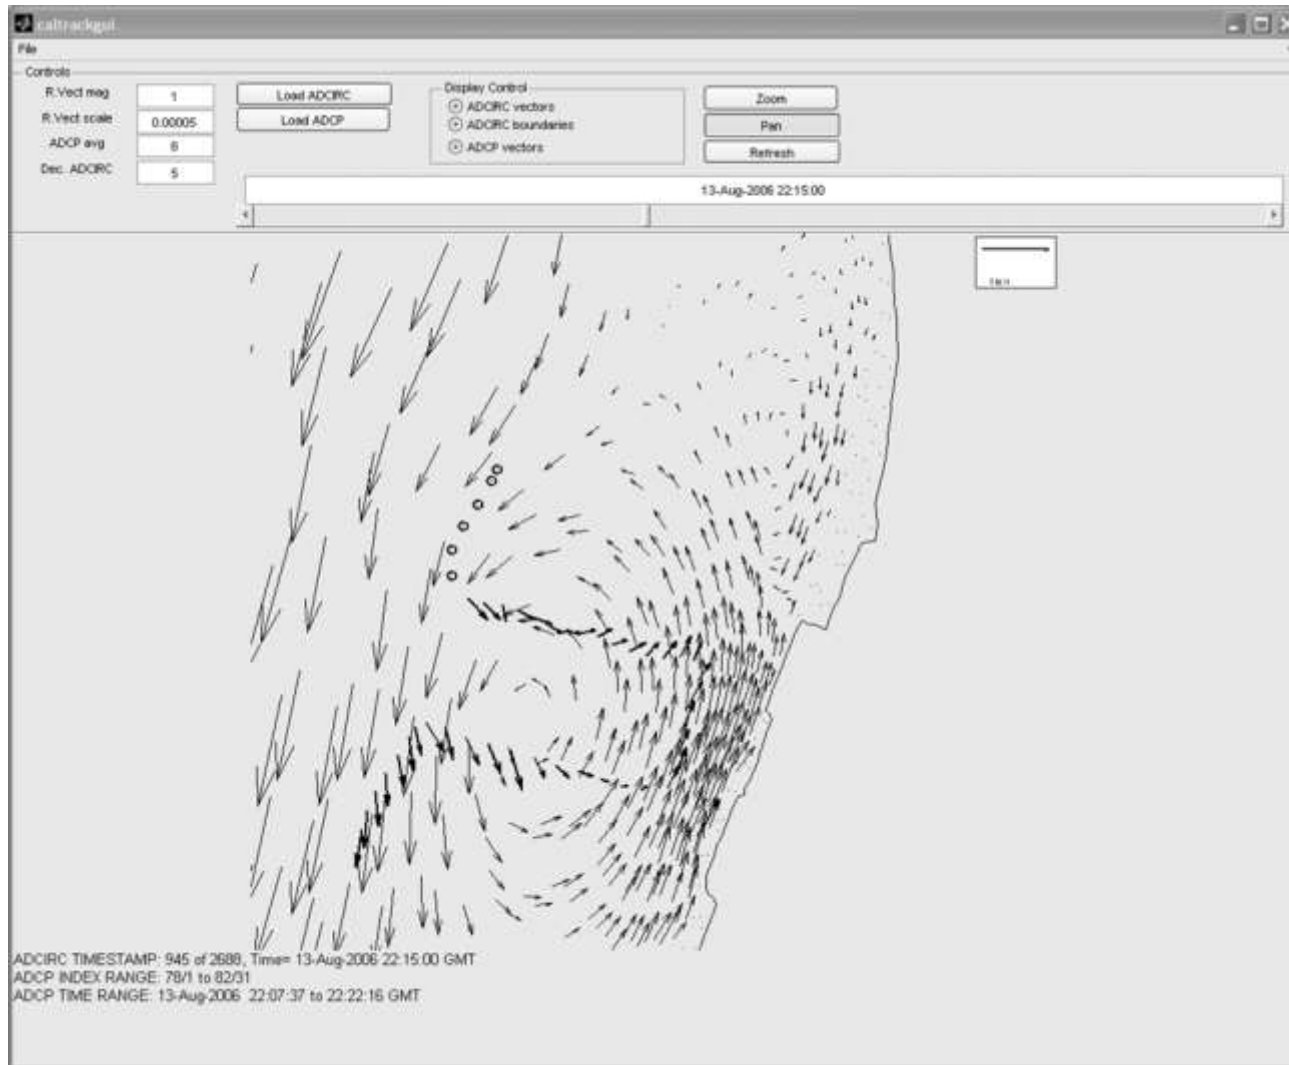 caltrackgui
File
Controls
R.Vect mag
1
R.Vect scale
0.00005
ADCP avg
6
Dec. ADCIRC
5
Load ADCIRC
Load ADCP
Display Control
ADCIRC vectors
ADCIRC boundaries
ADCP vectors
Zoom
Pan
Refresh
13-Aug-2006 22:15:00
ADCIRC TIMESTAMP: 945 of 2688, Time= 13-Aug-2006 22:15:00 GMT
ADCP INDEX RANGE: 78/1 to 82/31
ADCP TIME RANGE: 13-Aug-2006 22:07:37 to 22:22:16 GMT